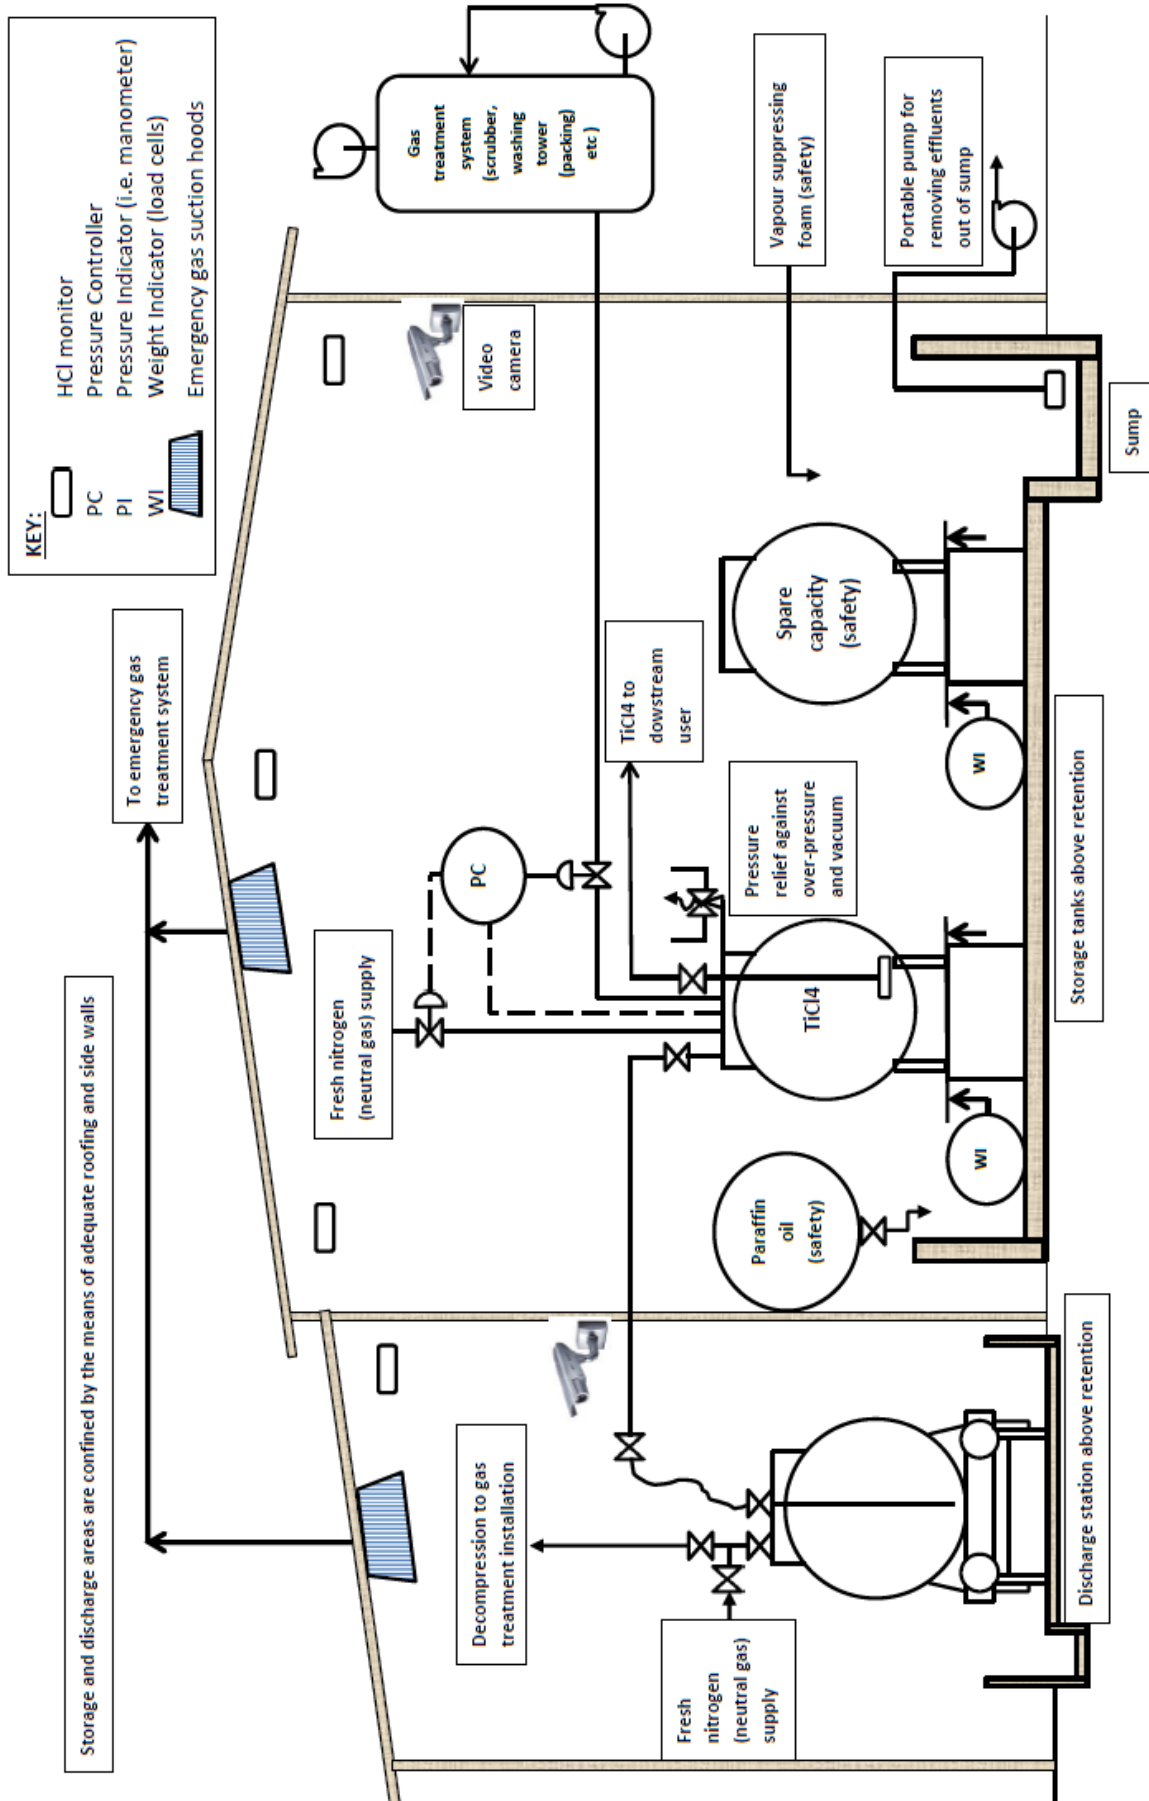 Storage and discharge areas are confined by the means of adequate roofing and side walls
To emergency gas
treatment system
KEY:
HCl monitor
PC Pressure Controller
PI Pressure Indicator (i.e. manometer)
WI Weight Indicator (load cells)
Emergency gas suction hoods
Decompression to gas
treatment installation
Fresh nitrogen
(neutral gas) supply
PC
Video
camera
Gas
treatment
system
(scrubber,
washing
tower
(packing)
etc )
Fresh
nitrogen
(neutral gas)
supply
Paraffin
oil
(safety)
TiCl4
TiCl4 to
dowstream
user
Pressure
relief against
over-pressure
and vacuum
Spare
capacity
(safety)
Vapour suppressing
foam (safety)
Portable pump for
removing effluents
out of sump
WI
WI
Discharge station above retention
Storage tanks above retention
Sump